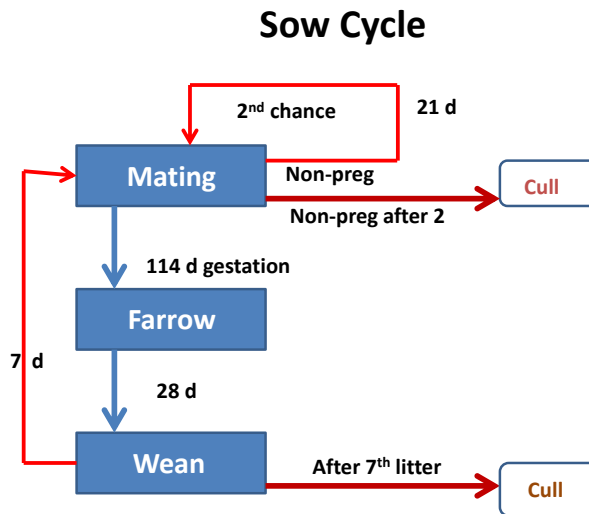 Sow Cycle
2nd chance
21 d
Mating
Non-preg
Cull
Non-preg after 2
114 d gestation
Farrow
7 d
28 d
Wean
After 7th litter
Cull